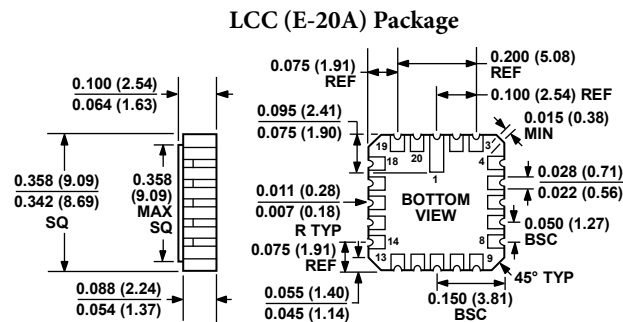 LCC (E-20A) Package
0.100 (2.54)
0.064 (1.63)
0.358 (9.09)
0.342 (8.69)
SQ
0.358
(9.09)
MAX
SQ
0.088 (2.24)
0.054 (1.37)
0.075
(1.91)
REF
0.200 (5.08)
REF
0.100 (2.54) REF
0.015 (0.38)
MIN
0.095 (2.41)
0.075 (1.90)
19
20
3
18
4
1
0.028 (0.71)
0.022 (0.56)
0.011 (0.28)
0.007 (0.18)
R TYP
BOTTOM
VIEW
0.050 (1.27)
BSC
0.075 (1.91)
REF
14
8
13
9
45° TYP
0.055 (1.40)
0.045 (1.14)
0.150 (3.81)
BSC